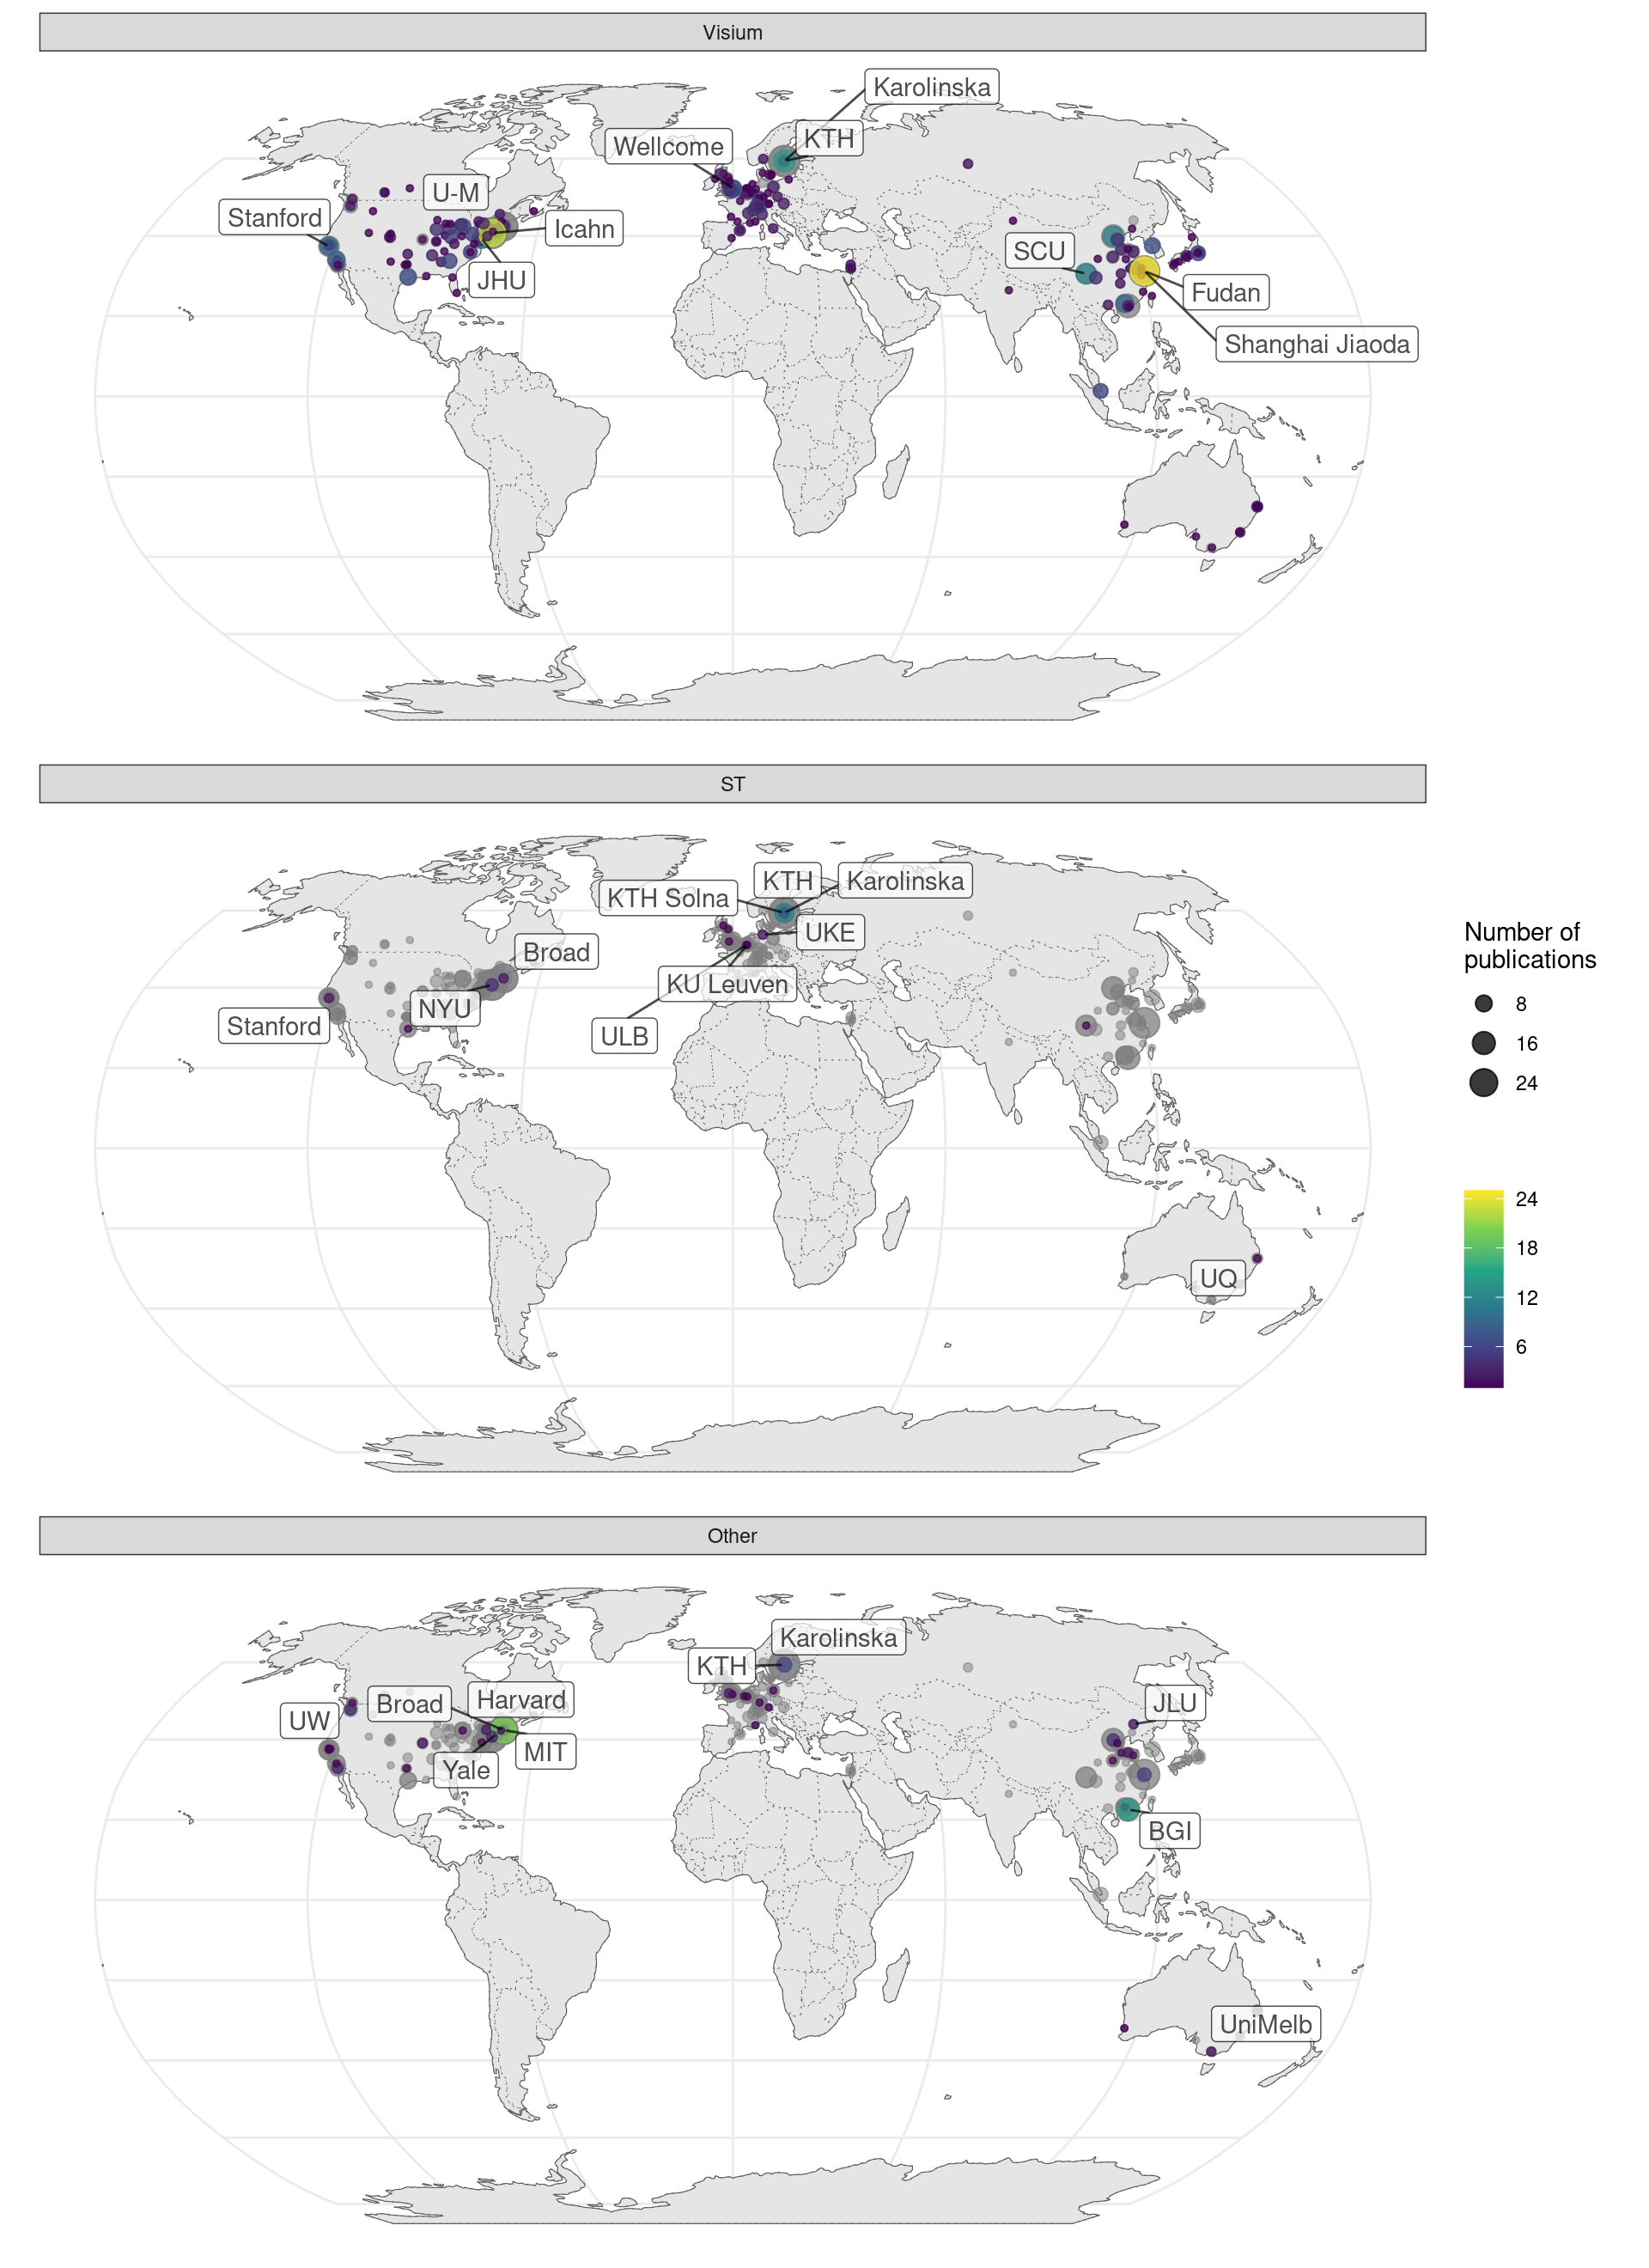 Visium
Karolinska
KTH
Wellcome
U-M
Stanford
Icahn
SCU
JHU
Fudan
Shanghai Jiaoda
ST
KTH
Karolinska
KTH Solna
UKE
Broad
KU Leuven
NYU
Stanford
ULB
UQ
Number of
publications
8
16
24
24
18
12
6
Other
Karolinska
KTH
Harvard
Broad
JLU
UW
MIT
Yale
BGI
UniMelb